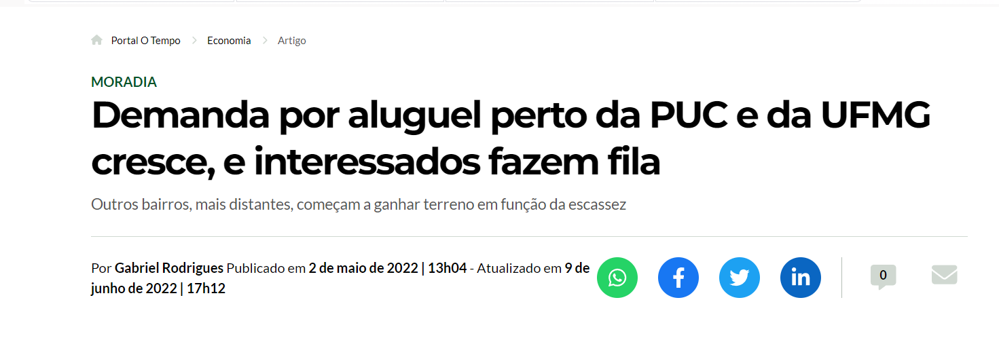 Portal O Tempo > Economia > Artigo
MORADIA
Demanda por aluguel perto da PUC e da UFMG
cresce, e interessados fazem fila
Outros bairros, mais distantes, começam a ganhar terreno em função da escassez
Por Gabriel Rodrigues Publicado em 2 de maio de 2022 | 13h04 - Atualizado em 9 de
junho de 2022 | 17h12
0